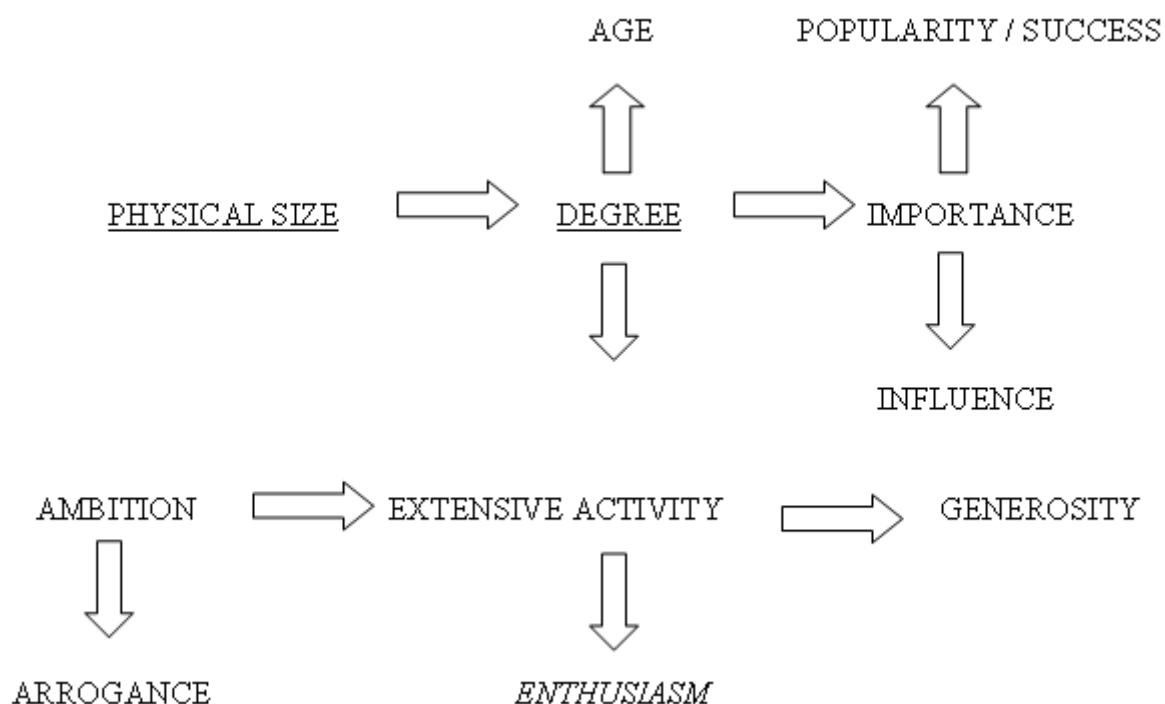 AGE POPULARITY / SUCCESS
PHYSICAL SIZE DEGREE IMPORTANCE
INFLUENCE
AMBITION EXTENSIVE ACTIVITY GENEROSITY
ARROGANCE ENTHUSIASM